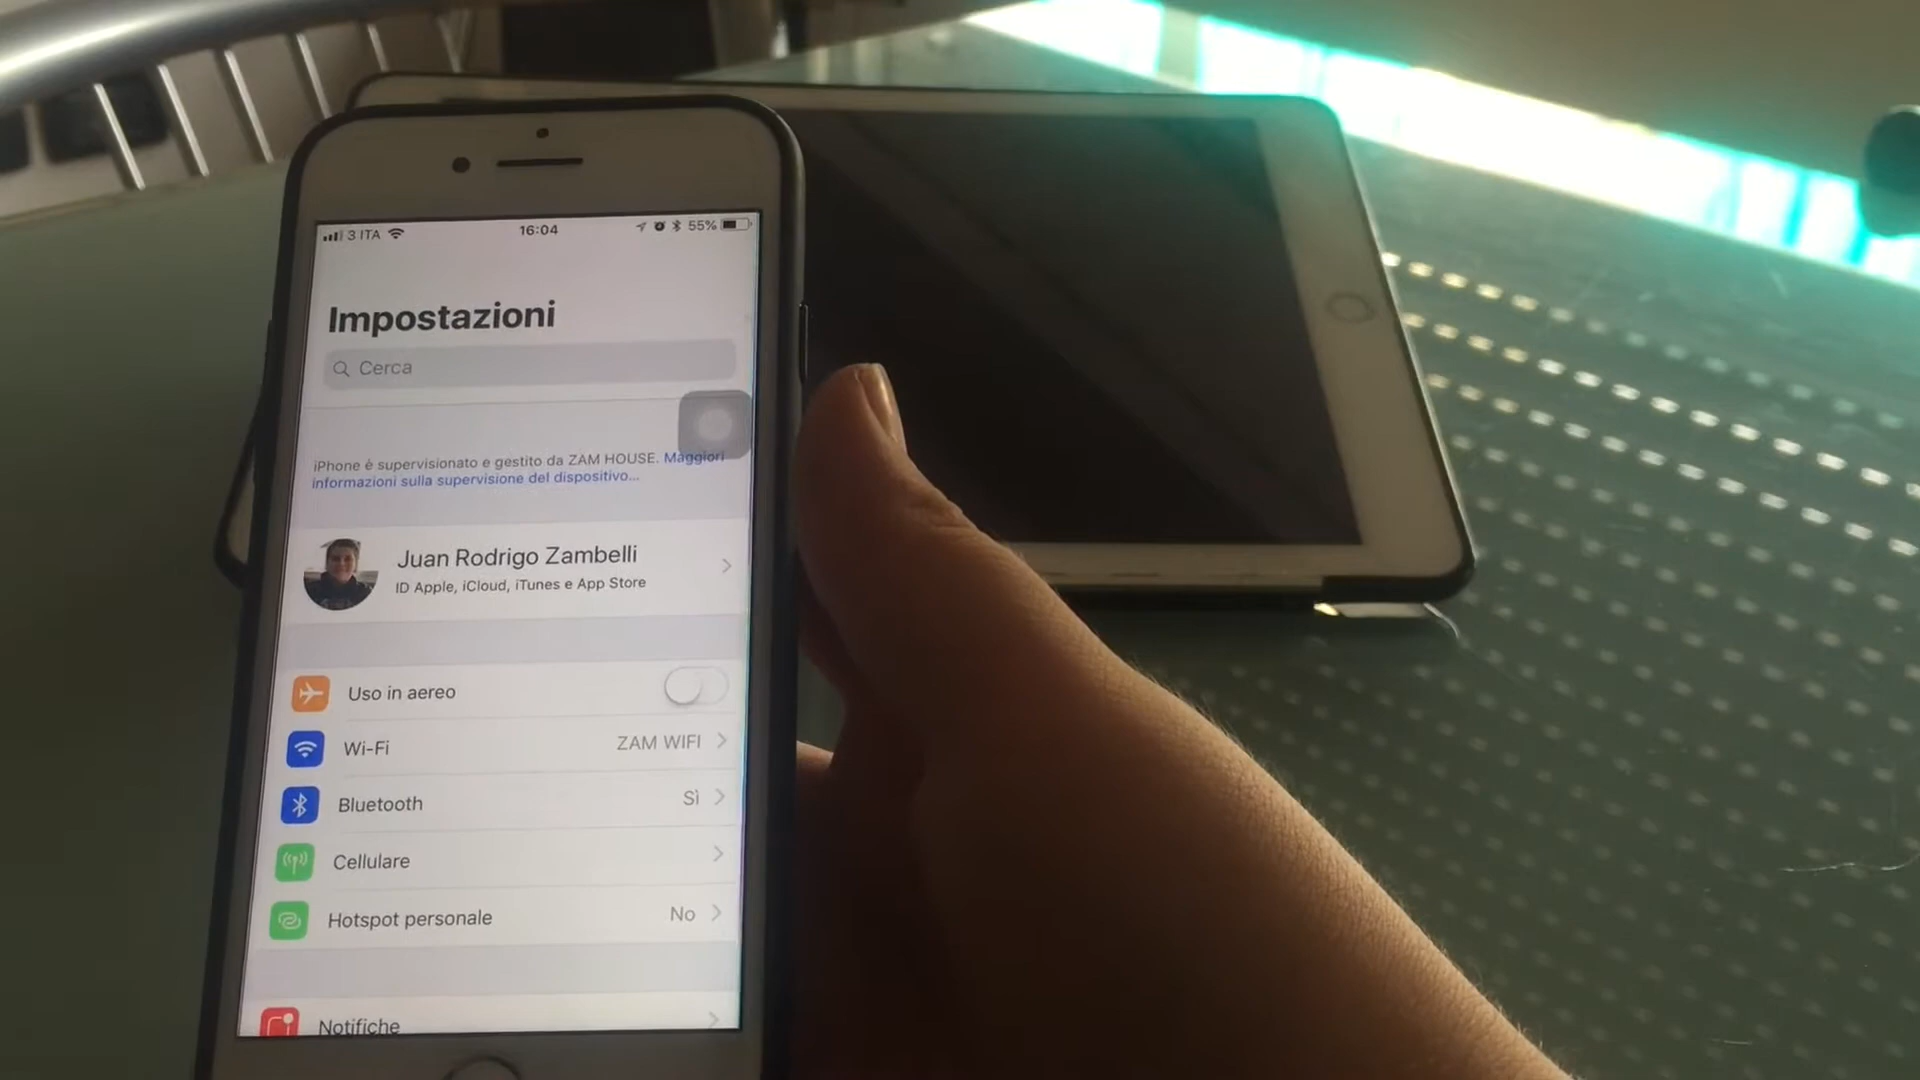 3 ITA 16:04 55%
Impostazioni
Cerca
iPhone è supervisionato e gestito da ZAM HOUSE. Maggiori
informazioni sulla supervisione del dispositivo...
Juan Rodrigo Zambelli
ID Apple, iCloud, iTunes e App Store
Uso in aereo
Wi-Fi ZAM WIFI
Bluetooth Sì
Cellulare
Hotspot personale No
Notifiche